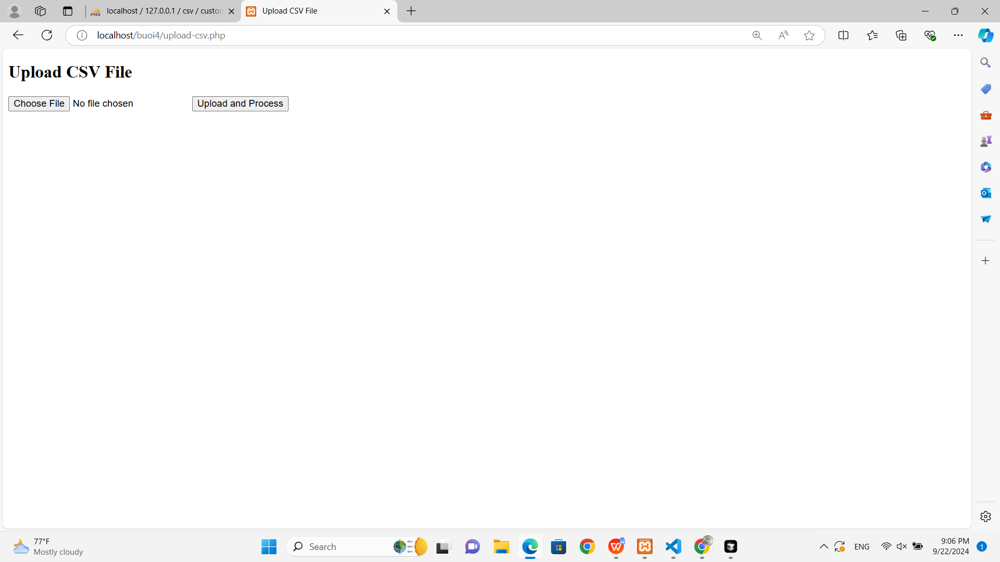 localhost / 127.0.0.1 / csv / custon
Upload CSV File
localhost/buoi4/upload-csv.php
Upload CSV File
Choose File No file chosen
Upload and Process
77°F
Mostly cloudy
Search
ENG
9:06 PM
9/22/2024
1